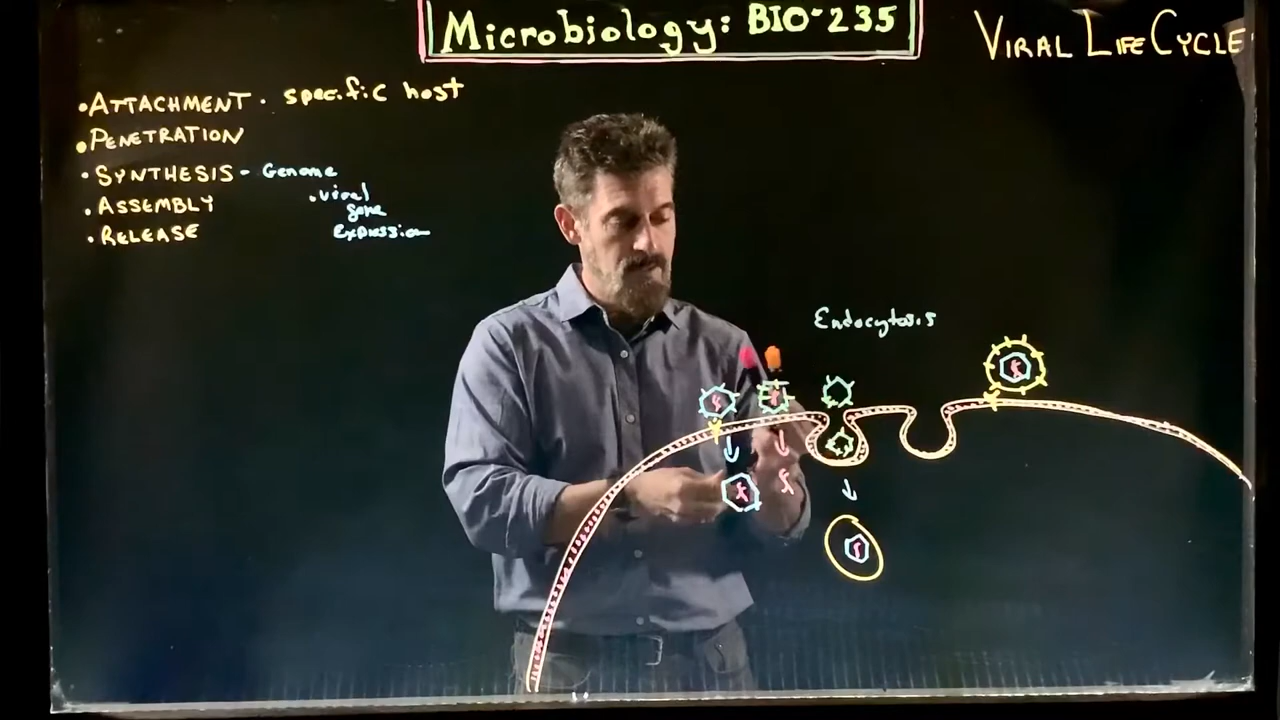 Microbiology: BIO-235
VIRAL LIFE CYCLE
•ATTACHMENT • specific host
•PENETRATION
•SYNTHESIS - Genome
•viral
gene
Expression
•ASSEMBLY
•RELEASE
Endocytosis